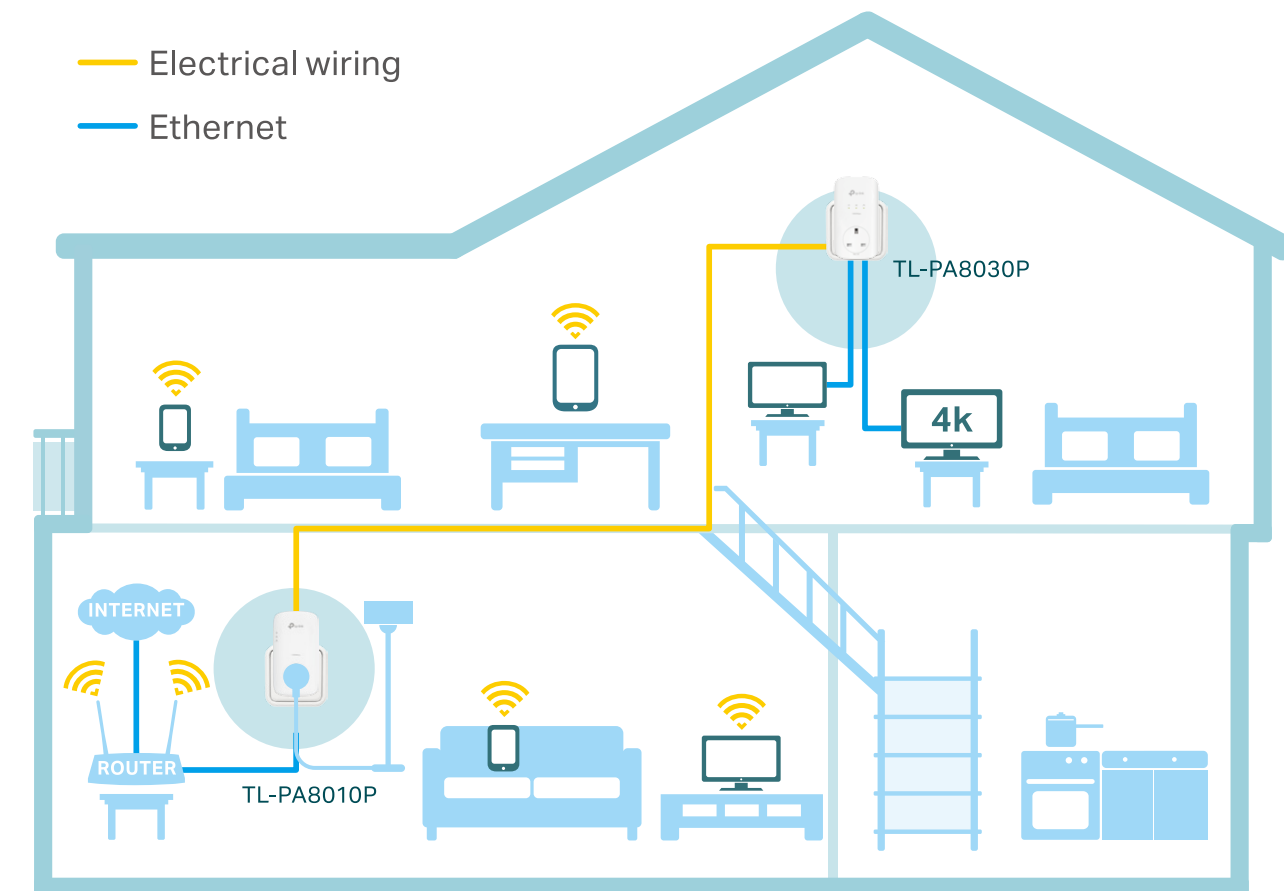 Electrical wiring
Ethernet
TL-PA8030P
4k
INTERNET
ROUTER
TL-PA8010P